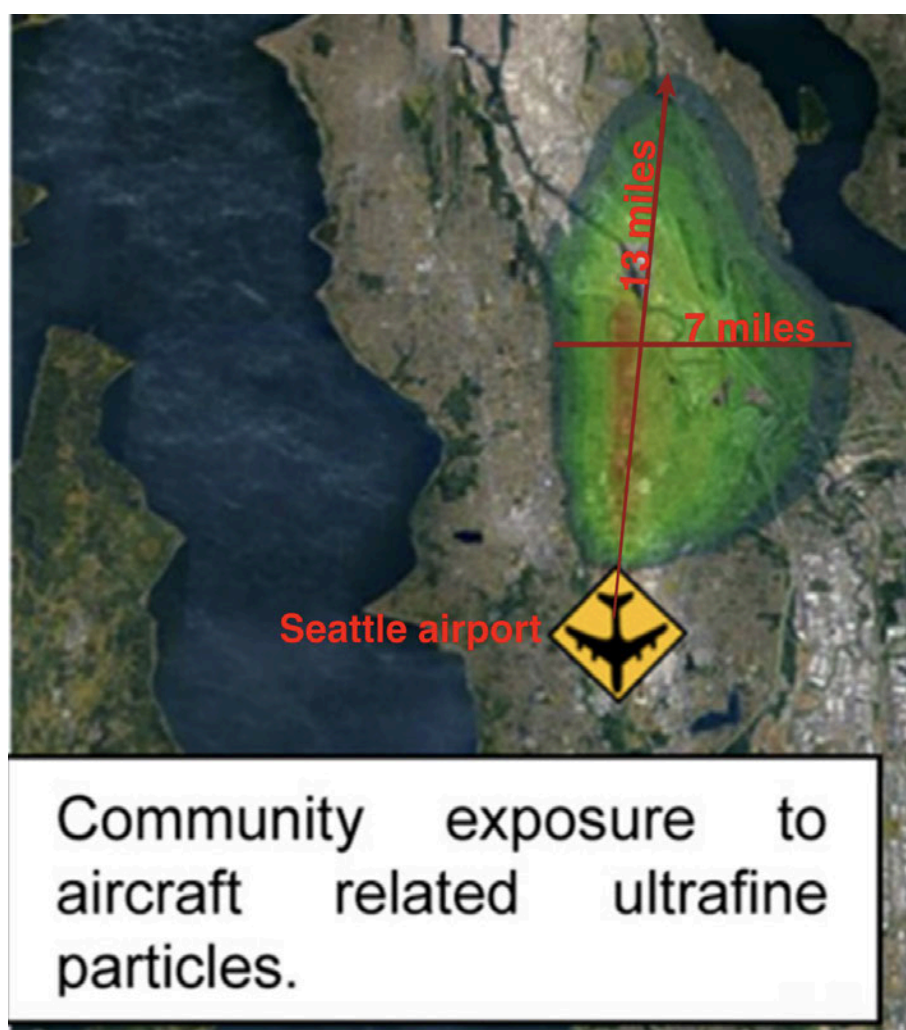 13 miles
7 miles
Seattle airport
Community exposure to
aircraft related ultrafine
particles.